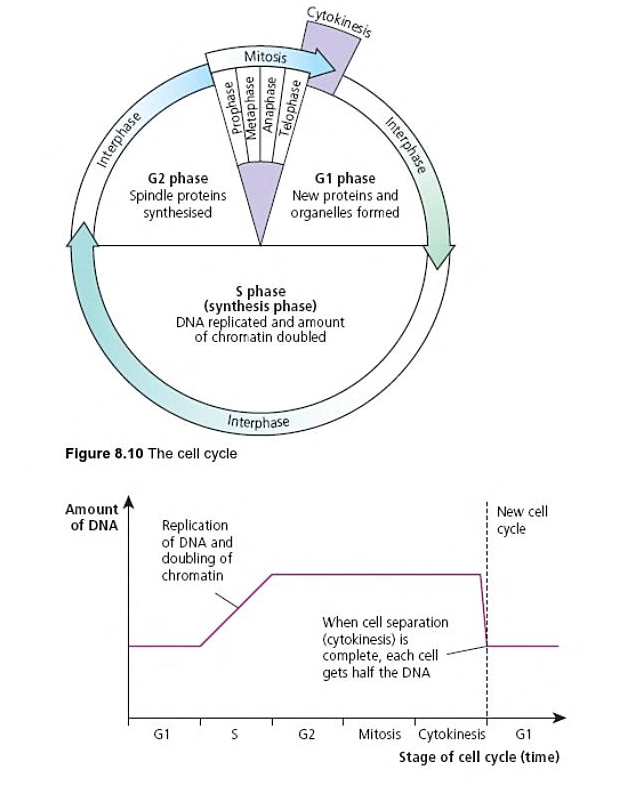 Cytokinesis
Mitosis
Prophase
Metaphase
Anaphase
Telophase
Interphase
Interphase
G2 phase
Spindle proteins
synthesised
G1 phase
New proteins and
organelles formed
S phase
(synthesis phase)
DNA replicated and amount
of chromatin doubled
Interphase
Figure 8.10 The cell cycle
Amount
of DNA
Replication
of DNA and
doubling of
chromatin
New cell
cycle
When cell separation
(cytokinesis) is
complete, each cell
gets half the DNA
G1 S G2 Mitosis Cytokinesis G1
Stage of cell cycle (time)